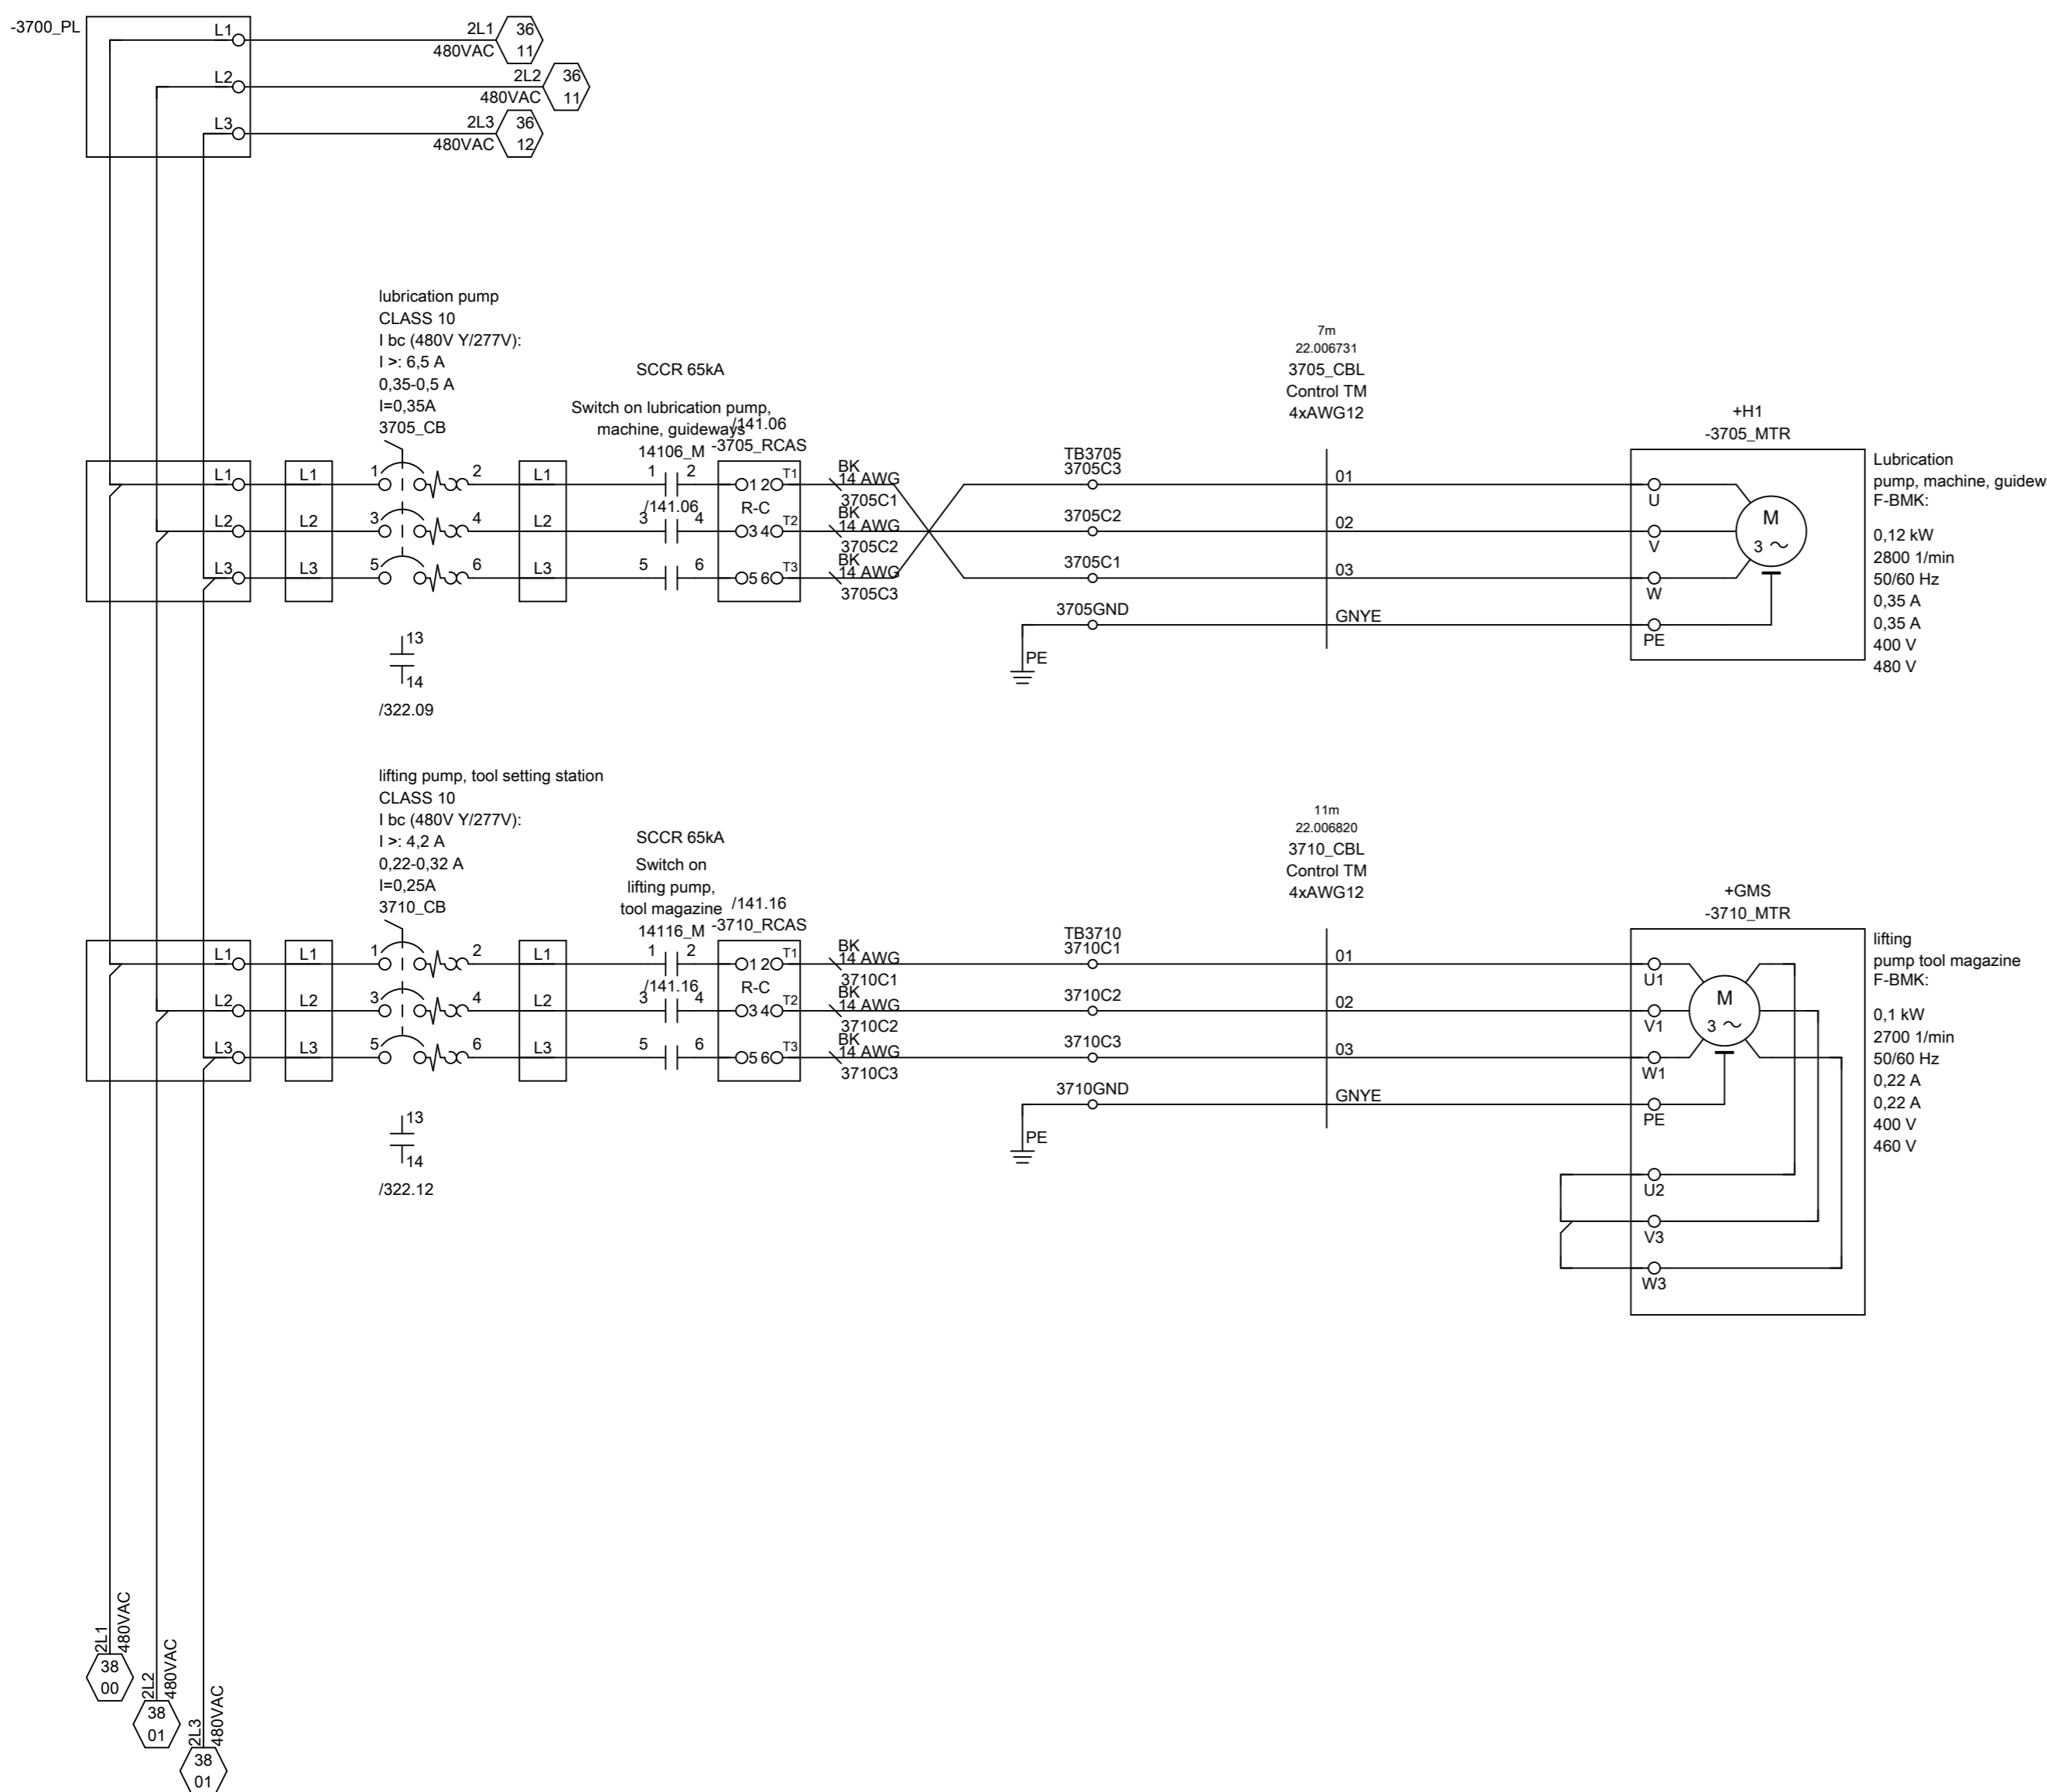 -3700_PL
L1
2L1
480VAC
36
11
L2
2L2
480VAC
36
11
L3
2L3
480VAC
36
12
lubrication pump
CLASS 10
I bc (480V Y/277V):
I >: 6,5 A
0,35-0,5 A
I=0,35A
3705_CB
SCCR 65kA
Switch on lubrication pump,
machine, guideways
14106_M
/141.06
-3705_RCAS
7m
22.006731
3705_CBL
Control TM
4xAWG12
+H1
-3705_MTR
L1 L1 1 2 L1 1 2 1 2 T1
BK
14 AWG
3705C1
TB3705
3705C3
01
U
/141.06
R-C
L2 L2 3 4 L2 3 4 3 4 T2
BK
14 AWG
3705C2
3705C2
02
V
L3 L3 5 6 L3 5 6 5 6 T3
BK
14 AWG
3705C3
3705C1
03
W
3705GND
GNYE
PE
PE
M
3 ~
Lubrication
pump, machine, guidew
F-BMK:
0,12 kW
2800 1/min
50/60 Hz
0,35 A
0,35 A
400 V
480 V
13
14
/322.09
lifting pump, tool setting station
CLASS 10
I bc (480V Y/277V):
I >: 4,2 A
0,22-0,32 A
I=0,25A
3710_CB
SCCR 65kA
Switch on
lifting pump,
tool magazine
14116_M
/141.16
-3710_RCAS
11m
22.006820
3710_CBL
Control TM
4xAWG12
+GMS
-3710_MTR
L1 L1 1 2 L1 1 2 1 2 T1
BK
14 AWG
3710C1
TB3710
3710C1
01
U1
/141.16
R-C
L2 L2 3 4 L2 3 4 3 4 T2
BK
14 AWG
3710C2
3710C2
02
V1
L3 L3 5 6 L3 5 6 5 6 T3
BK
14 AWG
3710C3
3710C3
03
W1
3710GND
GNYE
PE
PE
M
3 ~
U2
V3
W3
lifting
pump tool magazine
F-BMK:
0,1 kW
2700 1/min
50/60 Hz
0,22 A
0,22 A
400 V
460 V
13
14
/322.12
2L1
480VAC
38
00
2L2
480VAC
38
01
2L3
480VAC
38
01